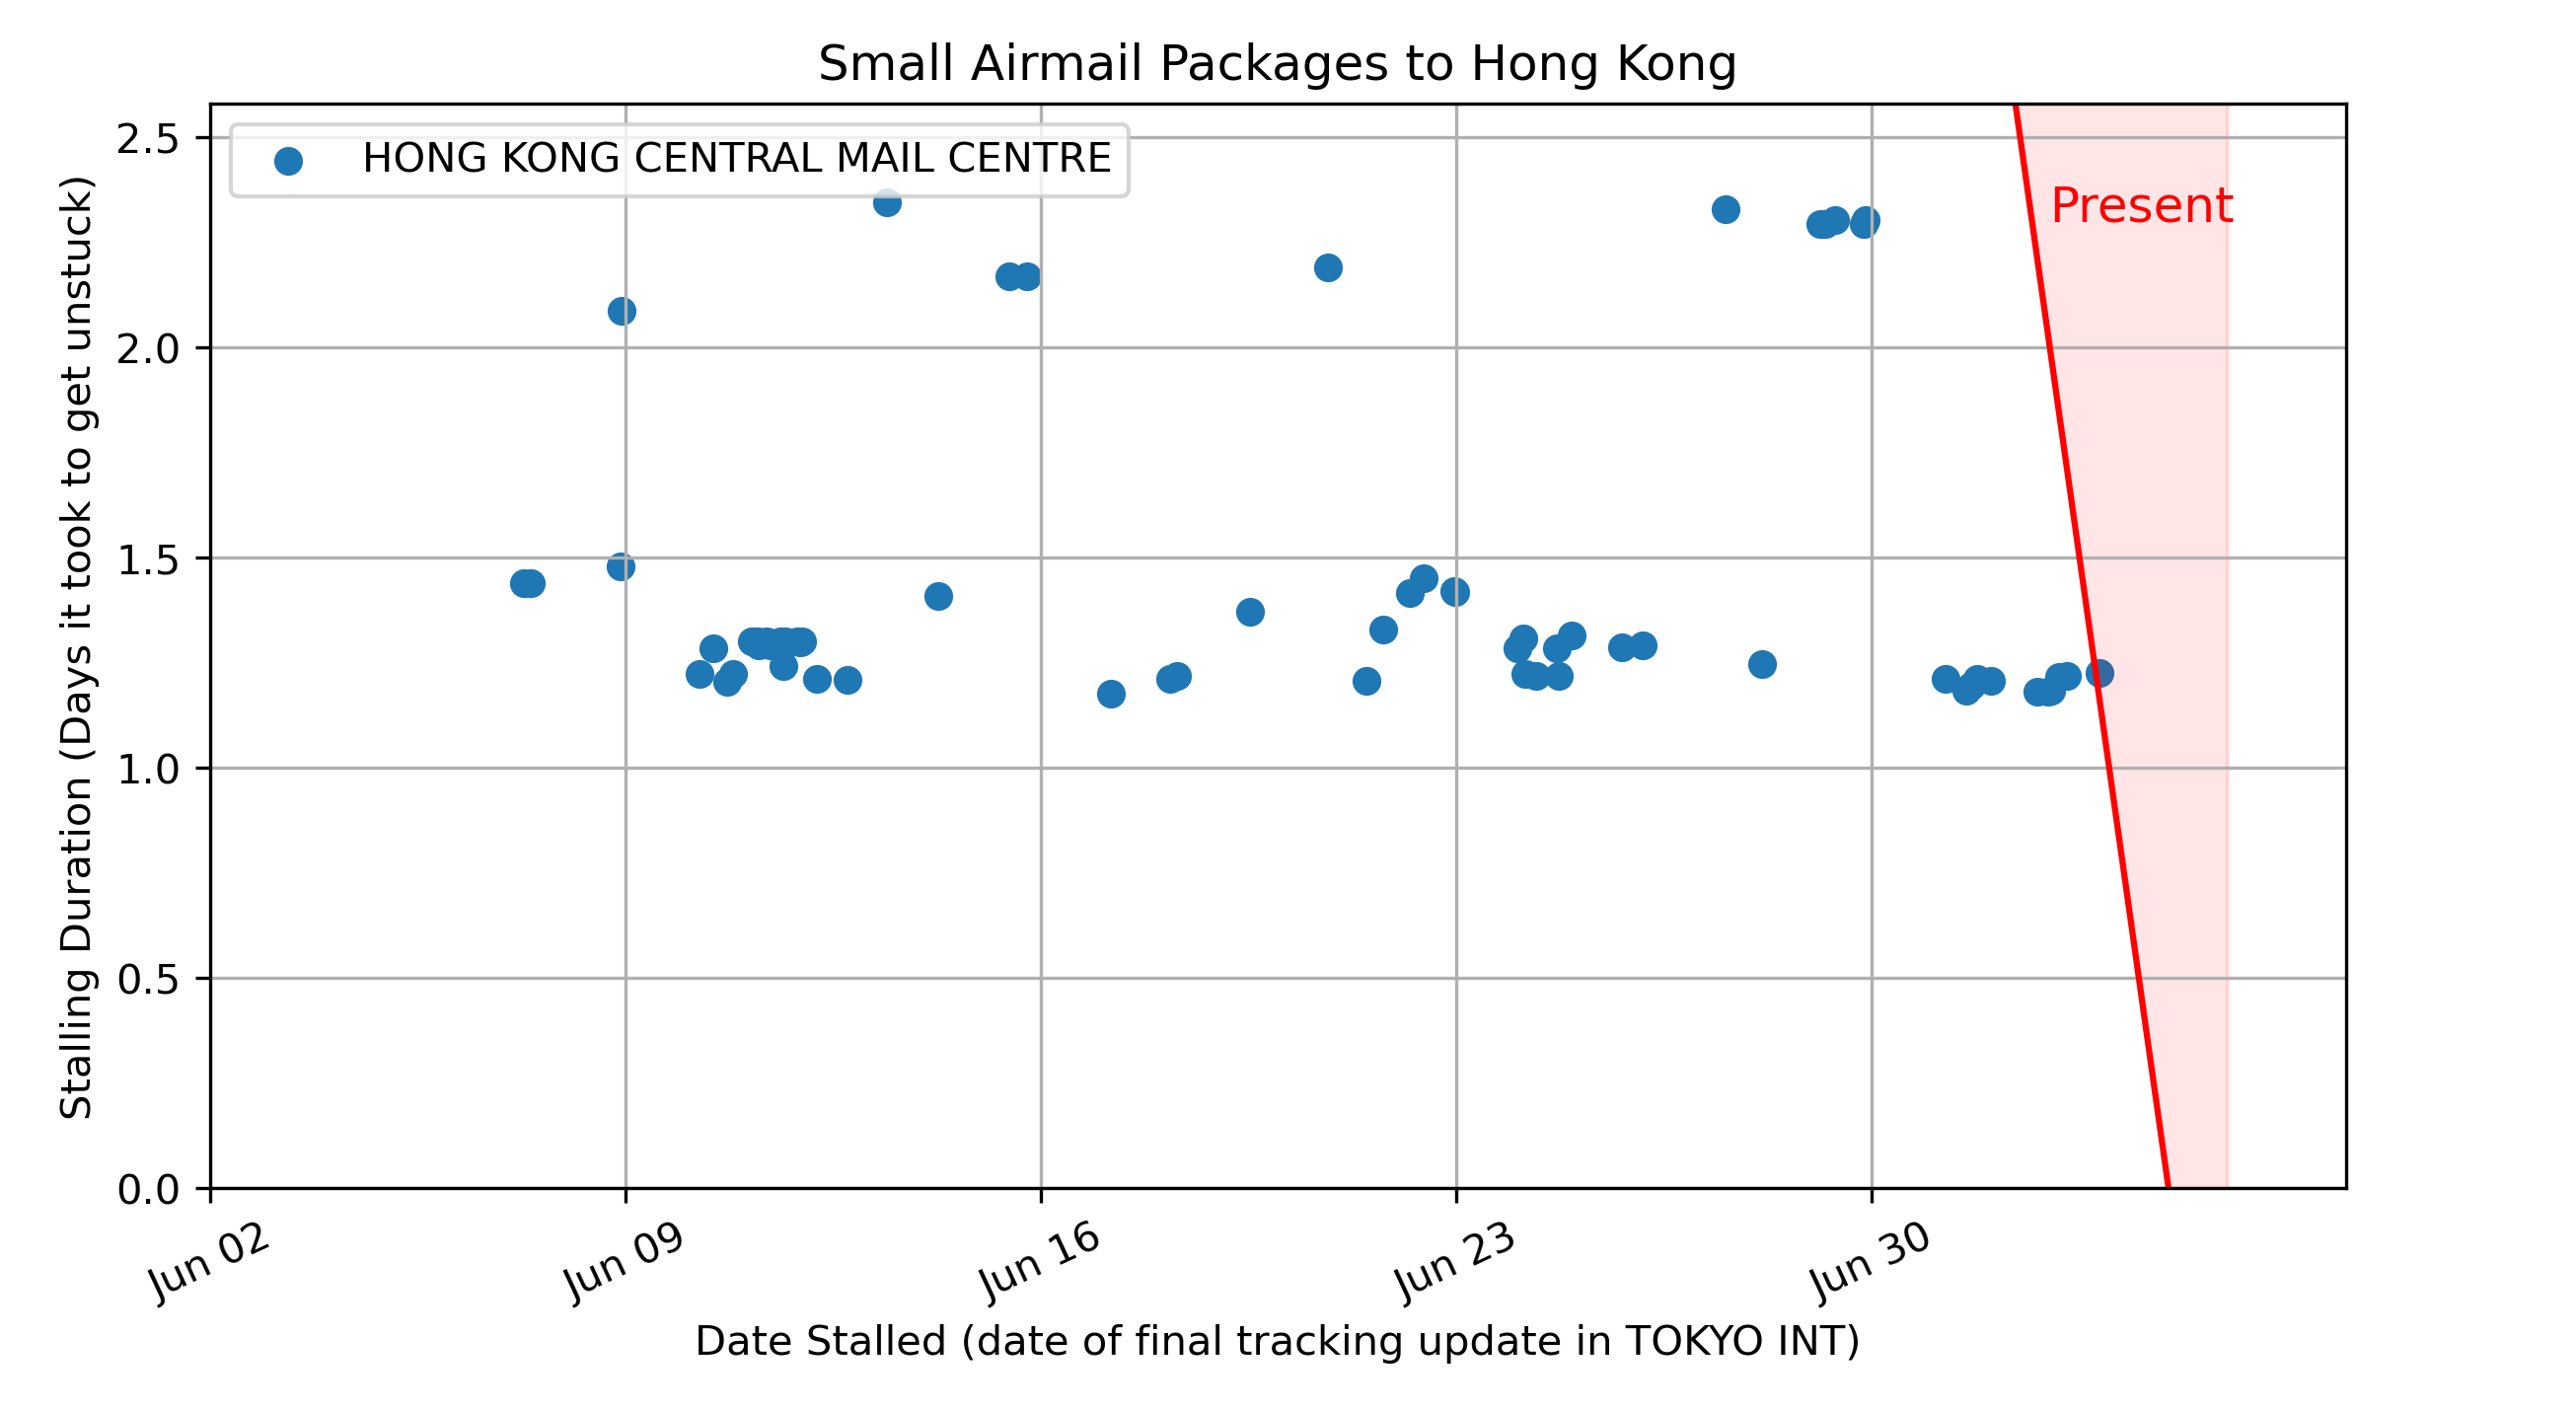 Small Airmail Packages to Hong Kong
HONG KONG CENTRAL MAIL CENTRE
Present
Stalling Duration (Days it took to get unstuck)
2.5
2.0
1.5
1.0
0.5
0.0
Jun 02
Jun 09
Jun 16
Jun 23
Jun 30
Date Stalled (date of final tracking update in TOKYO INT)